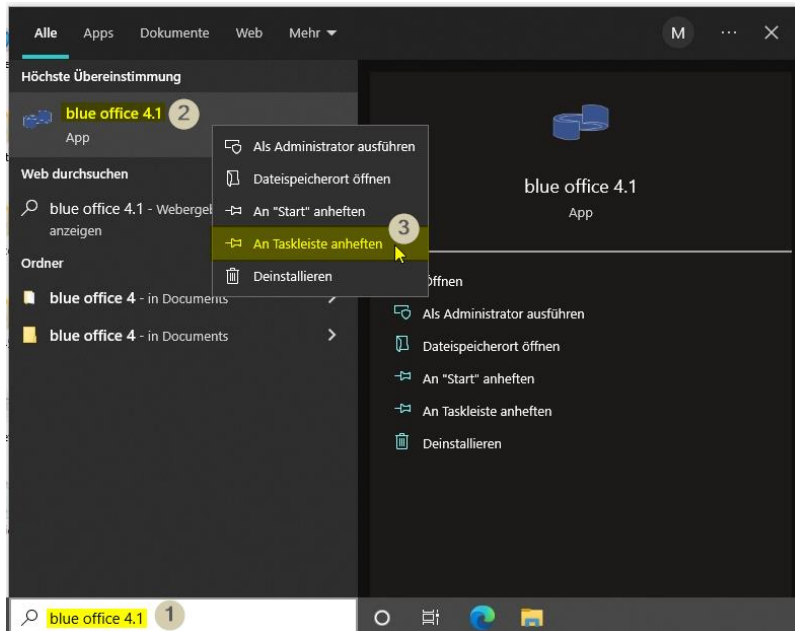 Alle Apps Dokumente Web Mehr M ... 
Höchste Übereinstimmung
blue office 4.1 2
App
Web durchsuchen
blue office 4.1 - Webergeb
anzeigen
Ordner
blue office 4 - in Documents
blue office 4 - in Documents
Als Administrator ausführen
Dateispeicherort öffnen
An "Start" anheften
An Taskleiste anheften 3
Deinstallieren
blue office 4.1
App
Öffnen
Als Administrator ausführen
Dateispeicherort öffnen
An "Start" anheften
An Taskleiste anheften
Deinstallieren
blue office 4.1 1